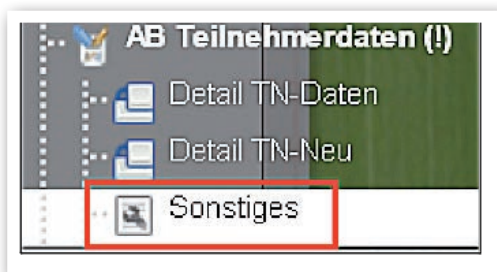 AB Teilnehmerdaten (!)
Detail TN-Daten
Detail TN-Neu
Sonstiges